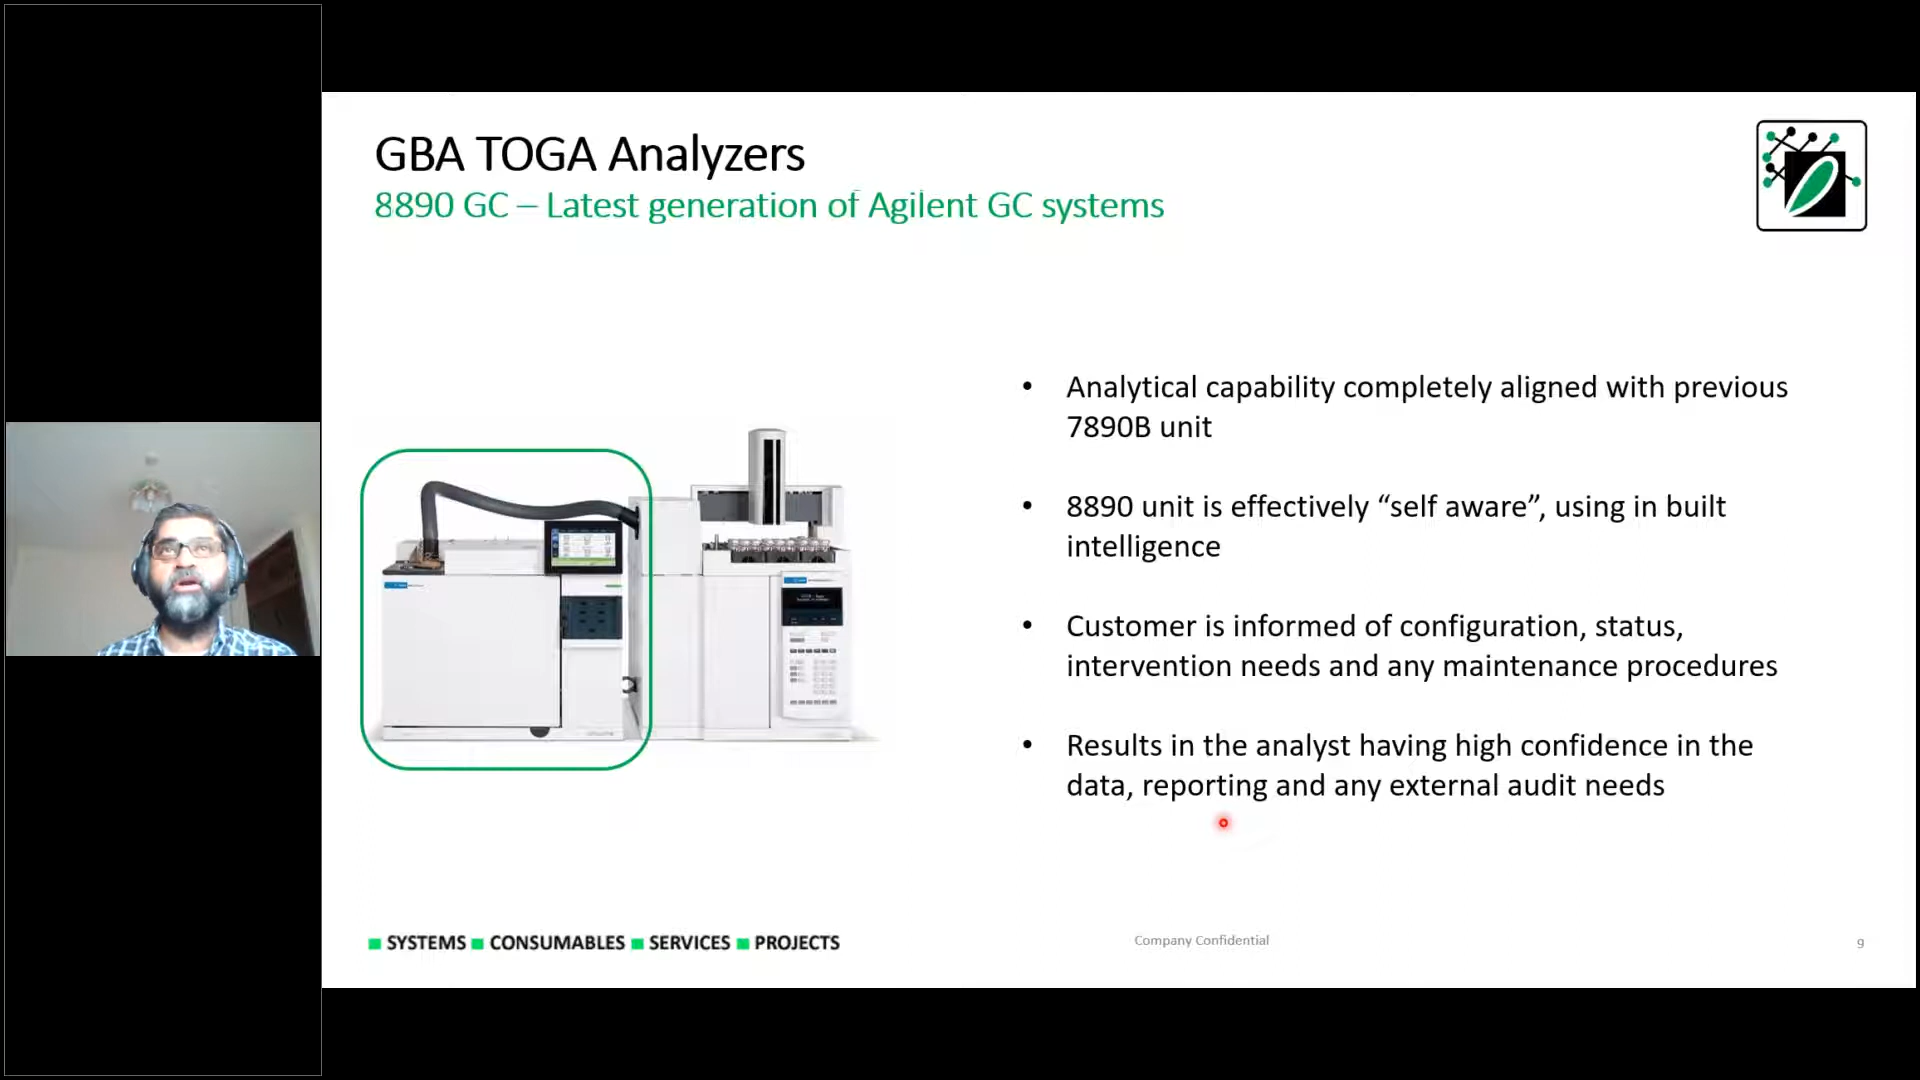 GBA TOGA Analyzers
8890 GC – Latest generation of Agilent GC systems
• Analytical capability completely aligned with previous
7890B unit
• 8890 unit is effectively “self aware”, using in built
intelligence
• Customer is informed of configuration, status,
intervention needs and any maintenance procedures
• Results in the analyst having high confidence in the
data, reporting and any external audit needs
SYSTEMS CONSUMABLES SERVICES PROJECTS
Company Confidential
9